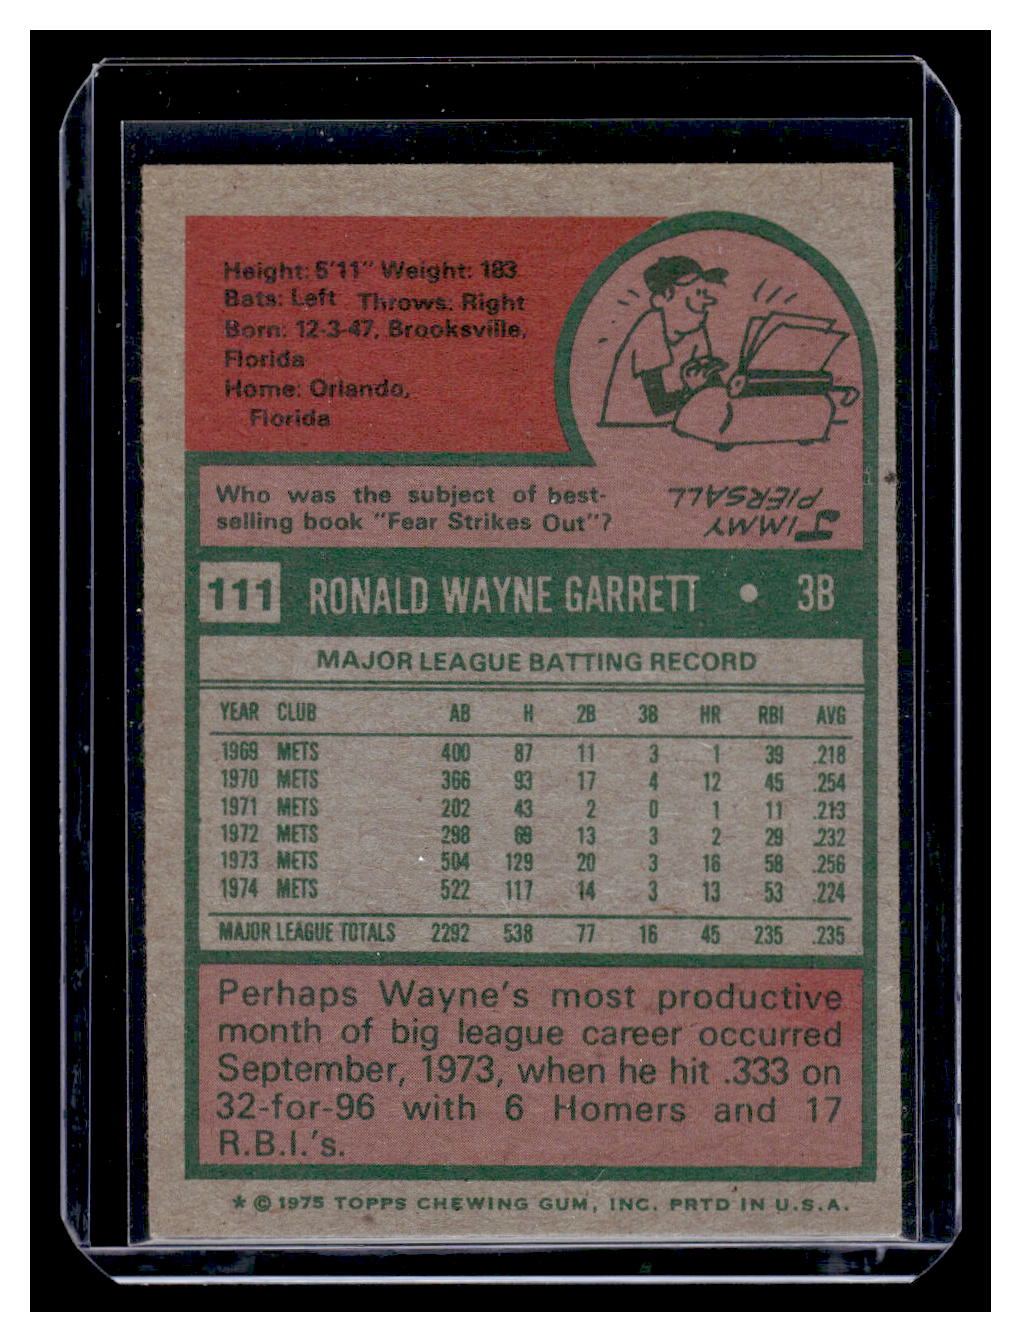 Height: 5'11" Weight: 183
Bats: Left Throws: Right
Born: 12-3-47, Brooksville,
Florida
Home: Orlando,
Florida
Who was the subject of best-
selling book "Fear Strikes Out"?
JIMMY
PIERSALL
111 RONALD WAYNE GARRETT • 3B
MAJOR LEAGUE BATTING RECORD
YEAR CLUB AB H 2B 3B HR RBI AVG
1969 METS 400 87 11 3 1 39 .218
1970 METS 366 93 17 4 12 45 .254
1971 METS 202 43 2 0 1 11 .213
1972 METS 298 69 13 3 2 29 .232
1973 METS 504 129 20 3 16 58 .256
1974 METS 522 117 14 3 13 53 .224
MAJOR LEAGUE TOTALS 2292 538 77 16 45 235 .235
Perhaps Wayne's most productive
month of big league career occurred
September, 1973, when he hit .333 on
32-for-96 with 6 Homers and 17
R.B.I.'s.
* © 1975 TOPPS CHEWING GUM, INC. PRTD IN U.S.A.